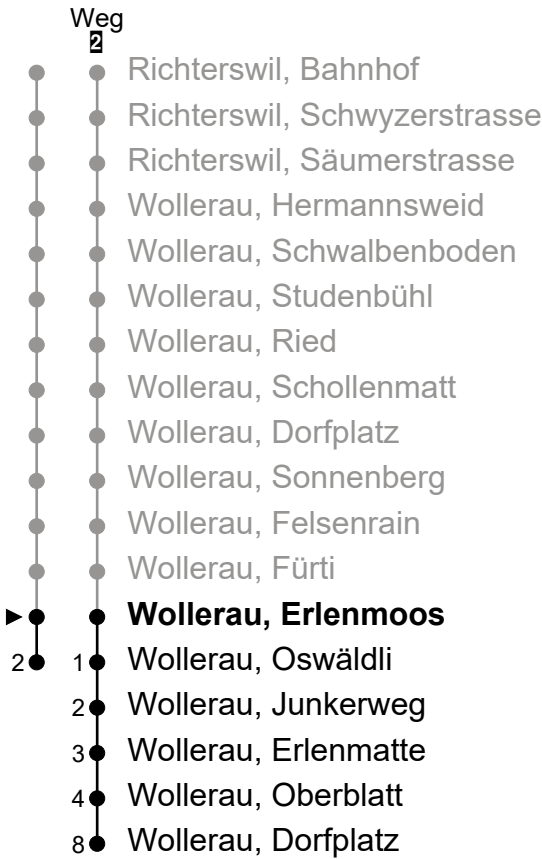 Weg
2
Richterswil, Bahnhof
Richterswil, Schwyzerstrasse
Richterswil, Säumerstrasse
Wollerau, Hermannsweid
Wollerau, Schwalbenboden
Wollerau, Studenbühl
Wollerau, Ried
Wollerau, Schollenmatt
Wollerau, Dorfplatz
Wollerau, Sonnenberg
Wollerau, Felsenrain
Wollerau, Fürti
Wollerau, Erlenmoos
2 1 Wollerau, Oswäldli
2 Wollerau, Junkerweg
3 Wollerau, Erlenmatte
4 Wollerau, Oberblatt
8 Wollerau, Dorfplatz